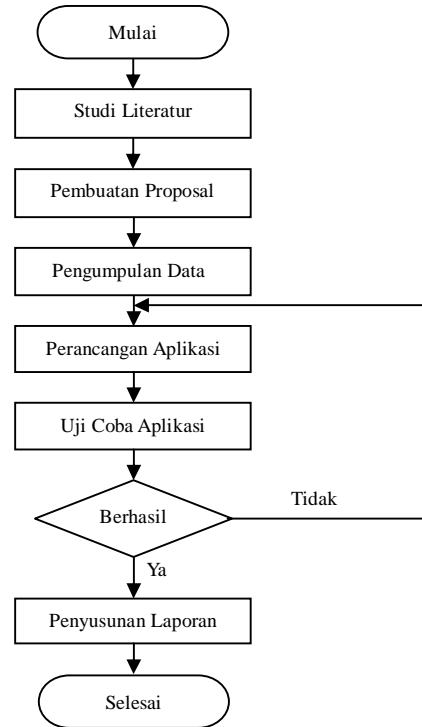 Mulai
Studi Literatur
Pembuatan Proposal
Pengumpulan Data
Perancangan Aplikasi
Uji Coba Aplikasi
Berhasil
Tidak
Ya
Penyusunan Laporan
Selesai